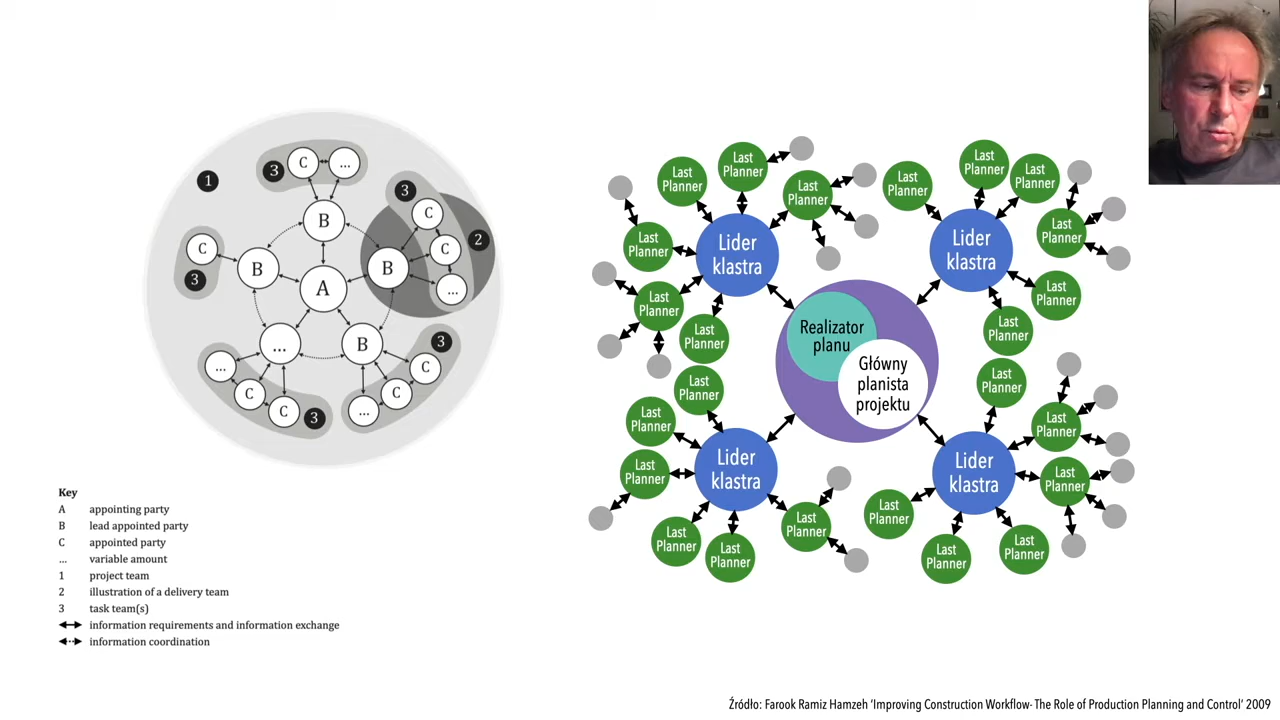 1
3
C
...
3
C
C
2
C
3
B
B
B
...
A
...
B
3
...
C
C
3
C
C
...
Key
A appointing party
B lead appointed party
C appointed party
... variable amount
1 project team
2 illustration of a delivery team
3 task team(s)
information requirements and information exchange
information coordination
Last
Planner
Last
Planner
Last
Planner
Last
Planner
Last
Planner
Last
Planner
Lider
klastra
Last
Planner
Last
Planner
Last
Planner
Last
Planner
Last
Planner
Last
Planner
Lider
klastra
Realizator
planu
Główny
planista
projektu
Last
Planner
Last
Planner
Last
Planner
Last
Planner
Last
Planner
Last
Planner
Lider
klastra
Last
Planner
Last
Planner
Last
Planner
Last
Planner
Last
Planner
Last
Planner
Lider
klastra
Źródło: Farook Ramiz Hamzeh ‘Improving Construction Workflow- The Role of Production Planning and Control’ 2009